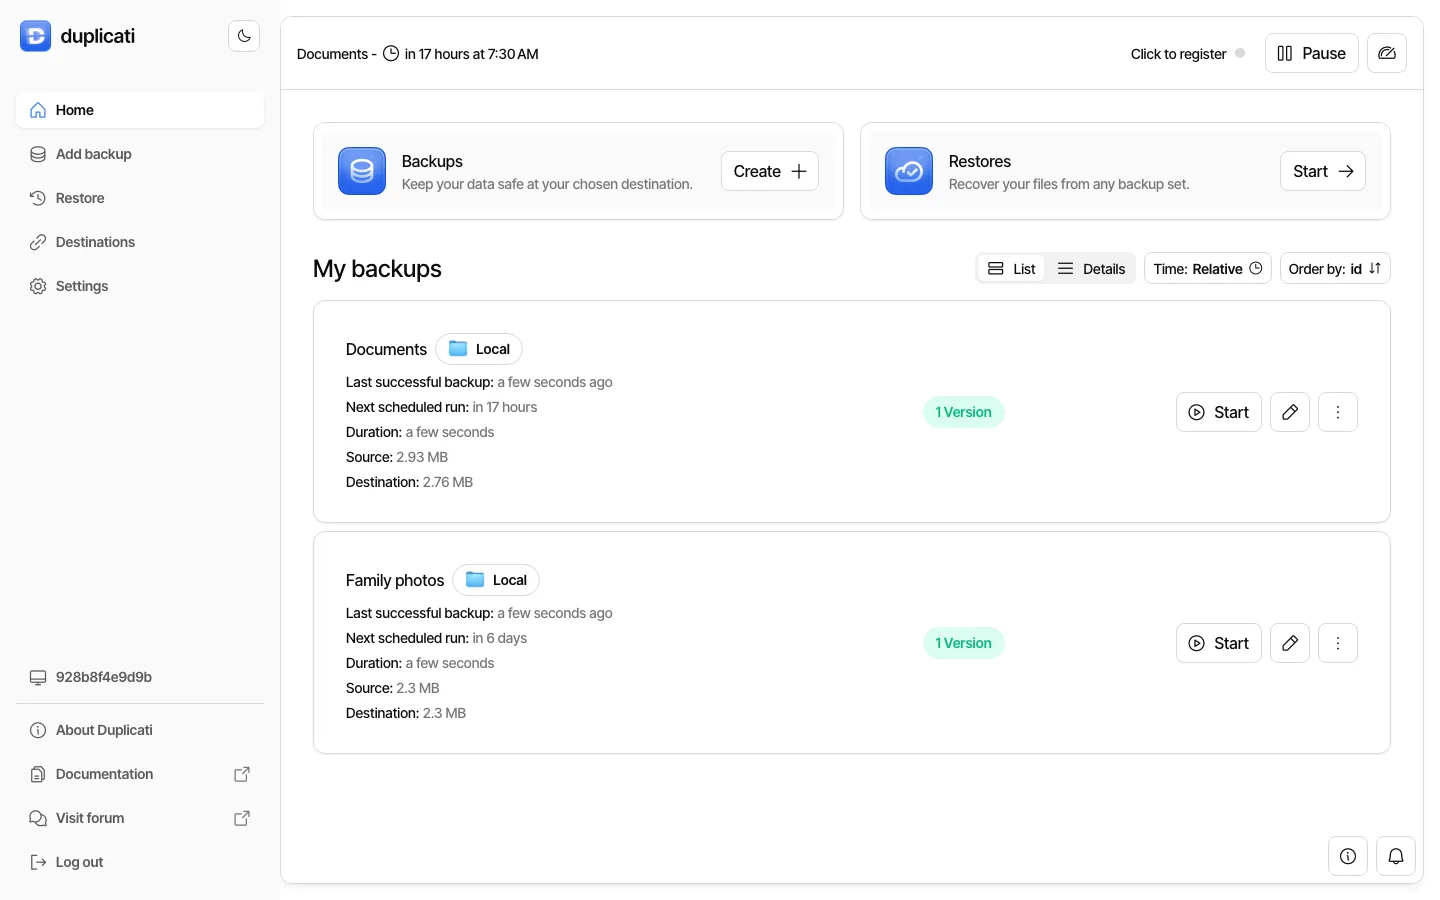 duplicati
Home
Add backup
Restore
Destinations
Settings
928b8f4e9d9b
About Duplicati
Documentation
Visit forum
Log out
Documents - in 17 hours at 7:30 AM
Click to register
Pause
Backups
Keep your data safe at your chosen destination.
Create
Restores
Recover your files from any backup set.
Start
My backups
List
Details
Time: Relative
Order by: id
Documents
Local
Last successful backup: a few seconds ago
Next scheduled run: in 17 hours
Duration: a few seconds
Source: 2.93 MB
Destination: 2.76 MB
1 Version
Start
Family photos
Local
Last successful backup: a few seconds ago
Next scheduled run: in 6 days
Duration: a few seconds
Source: 2.3 MB
Destination: 2.3 MB
1 Version
Start